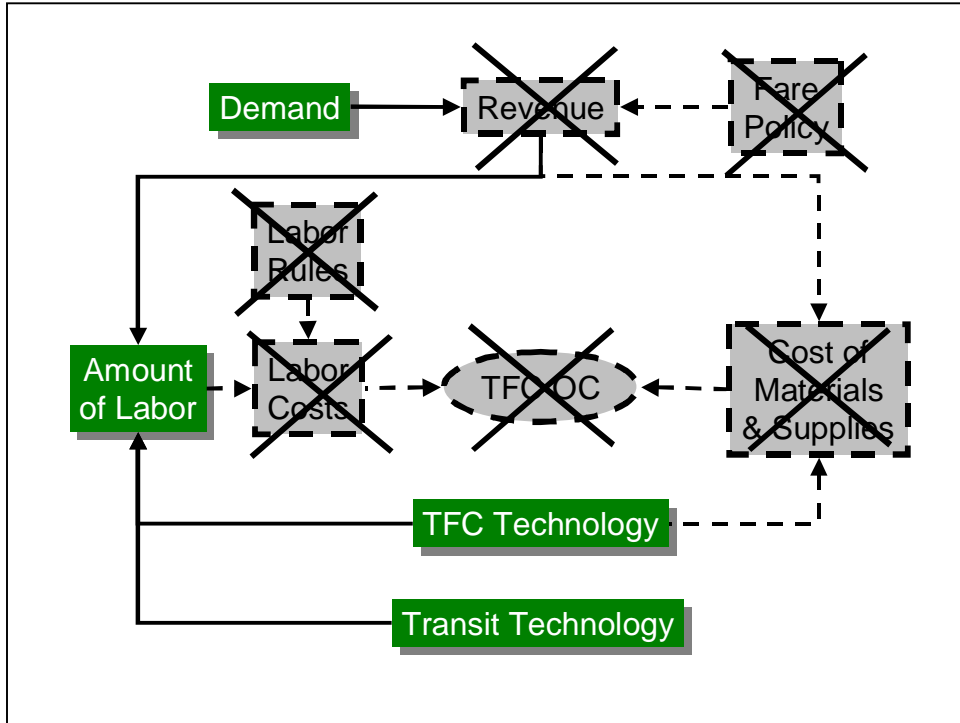 Demand
Revenue
Fare
Policy
Labor
Rules
Amount
of Labor
Labor
Costs
TFC OC
Cost of
Materials
& Supplies
TFC Technology
Transit Technology